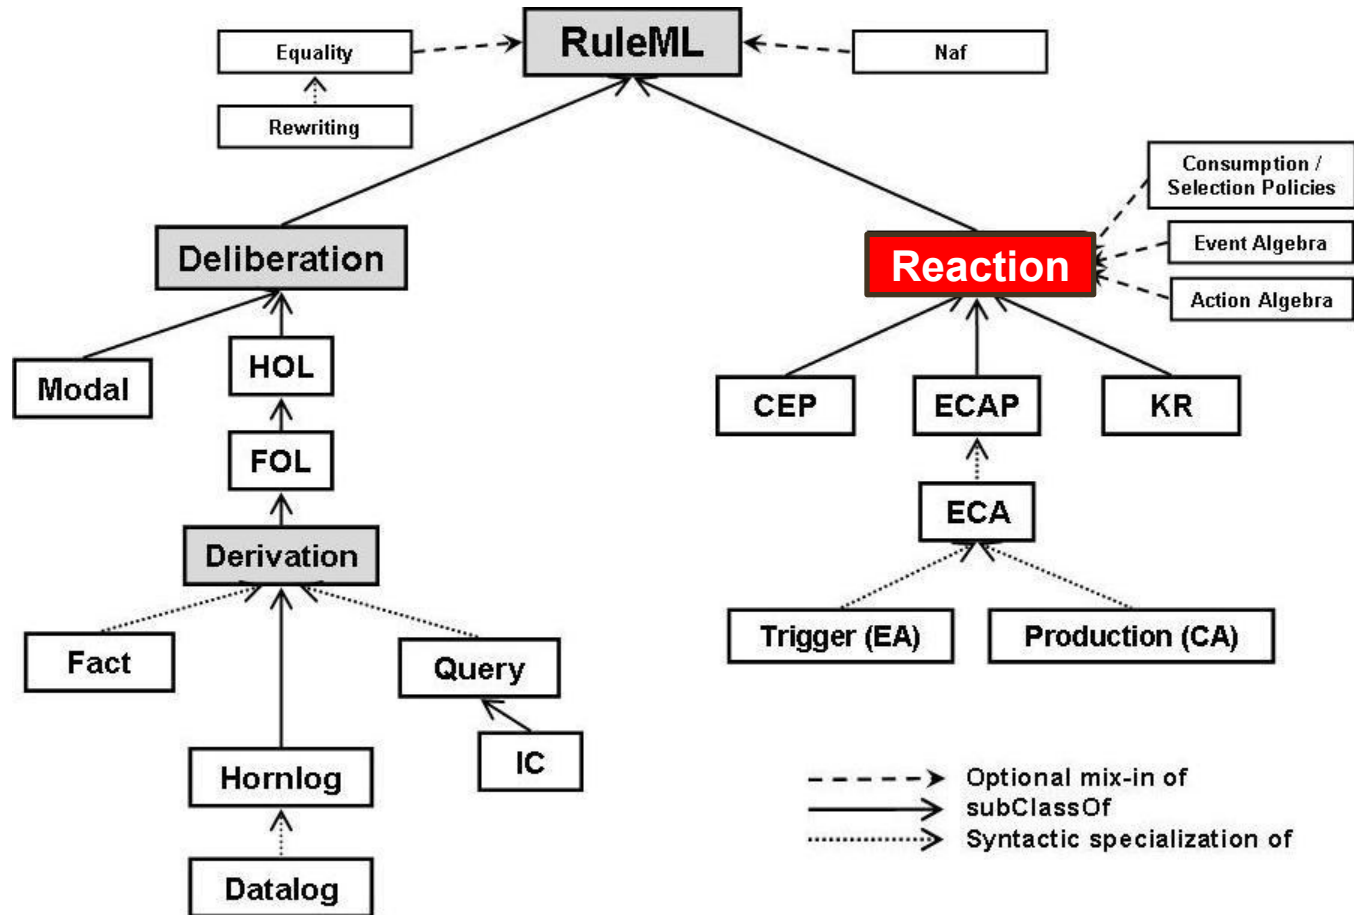 RuleML
Equality
Naf
Rewriting
Consumption /
Selection Policies
Deliberation
Reaction
Event Algebra
Action Algebra
Modal
HOL
CEP
ECAP
KR
FOL
ECA
Derivation
Fact
Query
Trigger (EA)
Production (CA)
Hornlog
IC
Optional mix-in of
subClassOf
Syntactic specialization of
Datalog